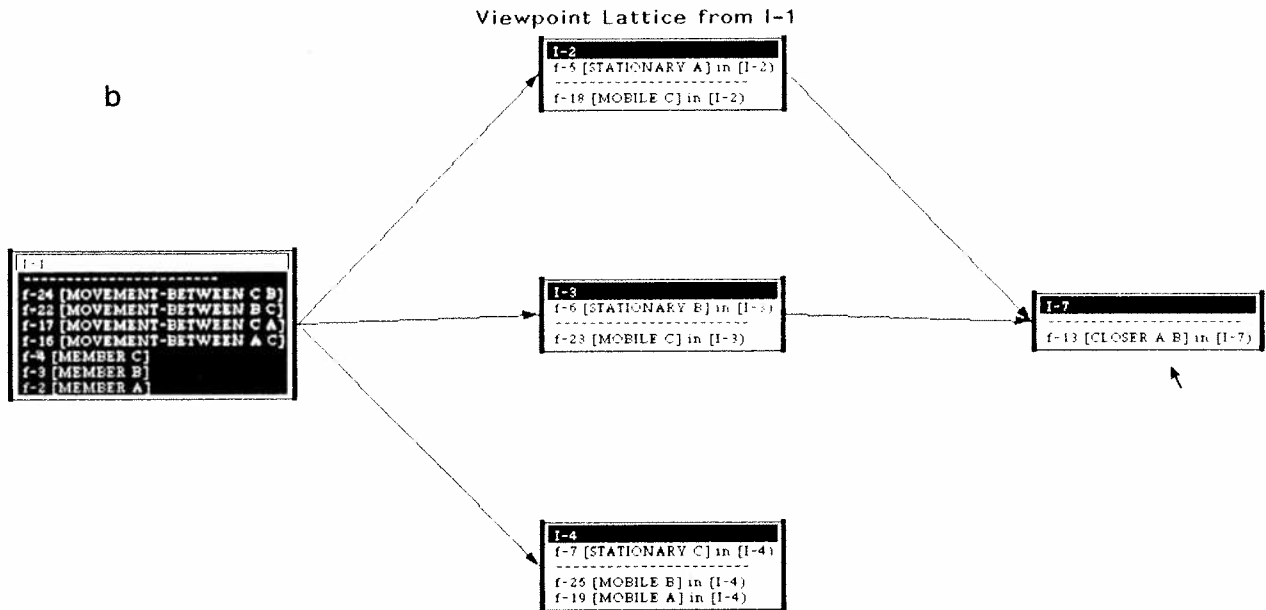 Viewpoint Lattice from I-1
b
I-1
f-24 [MOVEMENT-BETWEEN C B]
f-22 [MOVEMENT-BETWEEN B C]
f-17 [MOVEMENT-BETWEEN C A]
f-16 [MOVEMENT-BETWEEN A C]
f-4 [MEMBER C]
f-3 [MEMBER B]
f-2 [MEMBER A]
I-2
f-5 [STATIONARY A] in [I-2)
f-18 [MOBILE C] in [I-2)
I-3
f-6 [STATIONARY B] in [I-3)
f-23 [MOBILE C] in [I-3)
I-4
f-7 [STATIONARY C] in [I-4)
f-25 [MOBILE B] in [I-4)
f-19 [MOBILE A] in [I-4)
I-7
f-13 [CLOSER A B] in [I-7)